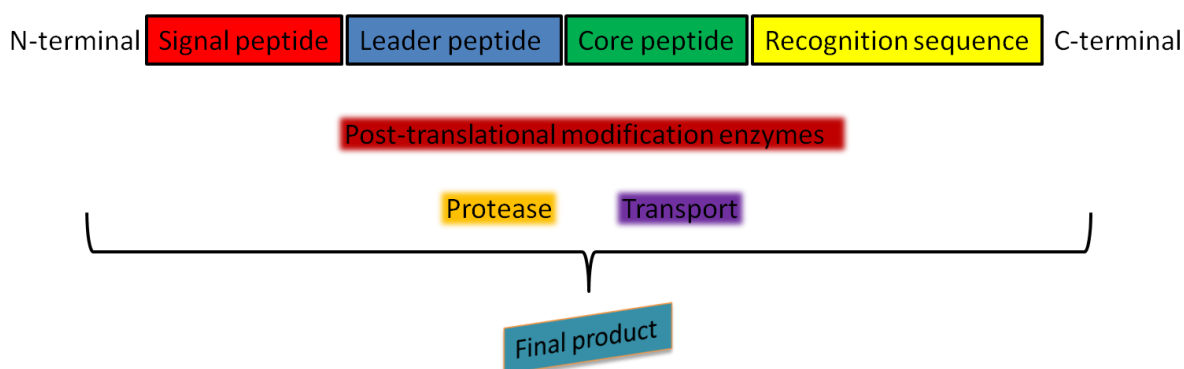 N-terminal Signal peptide Leader peptide Core peptide Recognition sequence C-terminal
Post-translational modification enzymes
Protease Transport
Final product